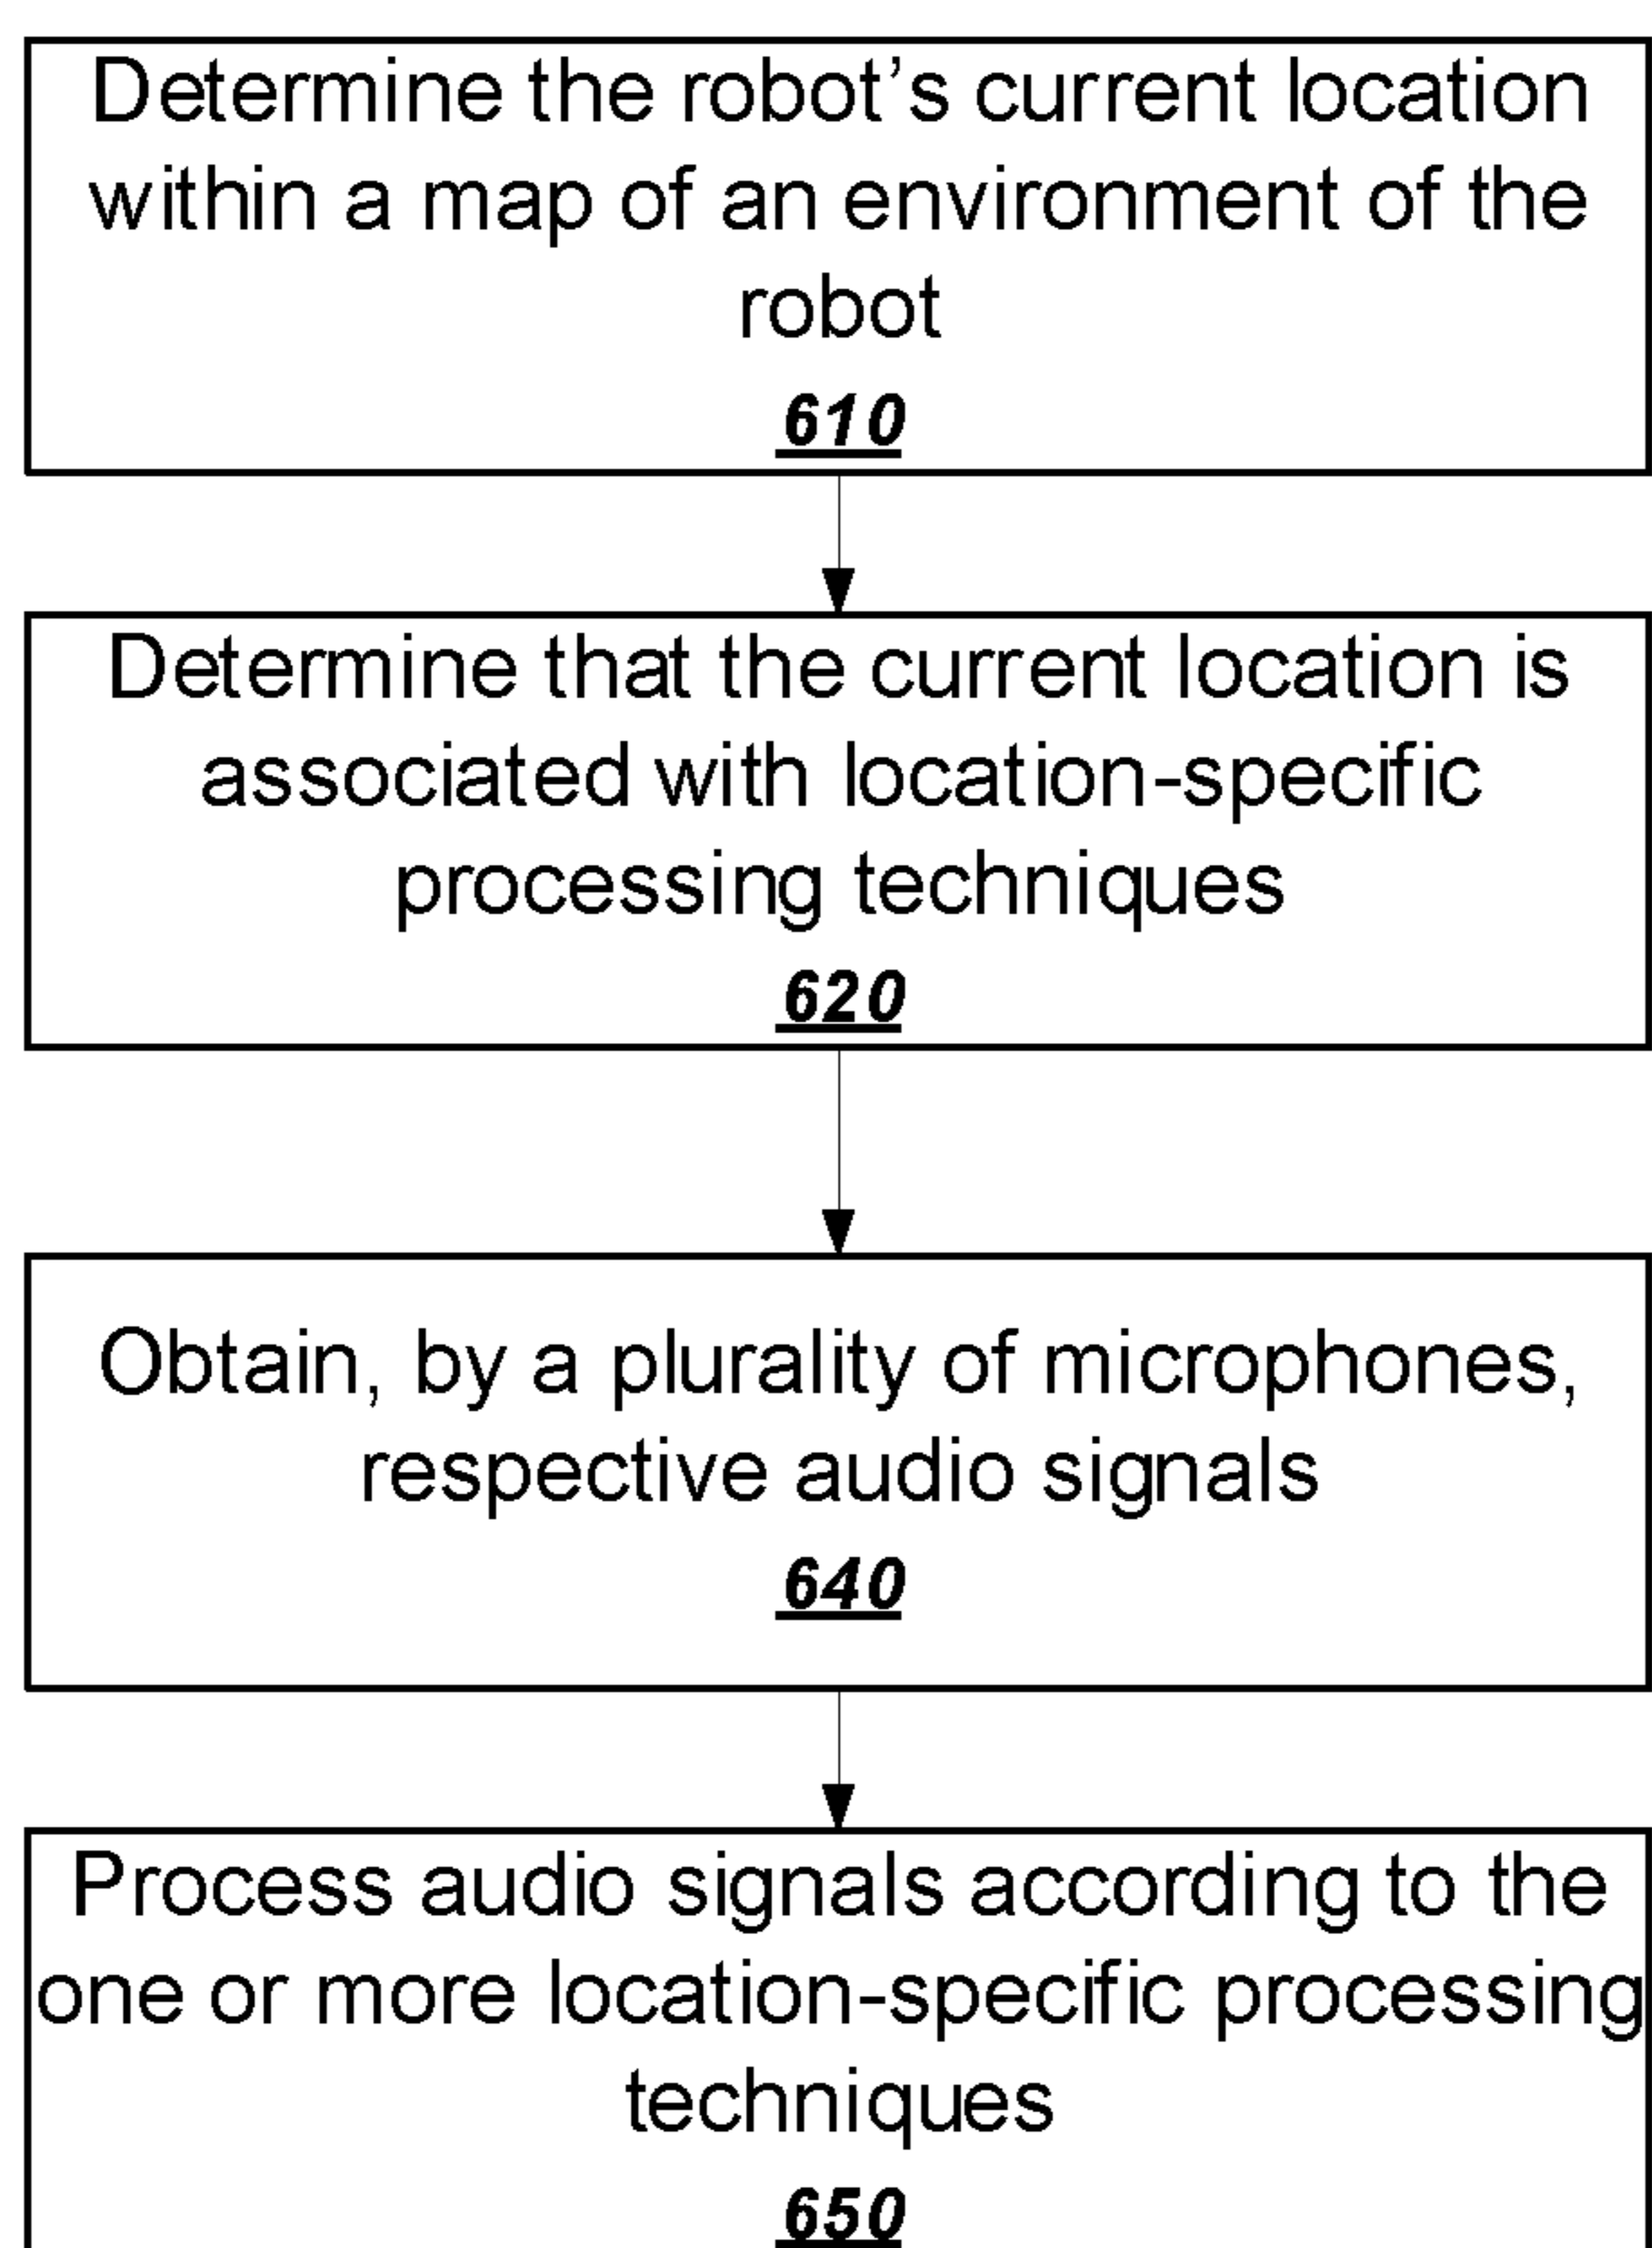 Determine the robot’s current location
within a map of an environment of the
robot
610
Determine that the current location is
associated with location-specific
processing techniques
620
Obtain, by a plurality of microphones,
respective audio signals
640
Process audio signals according to the
one or more location-specific processing
techniques
650